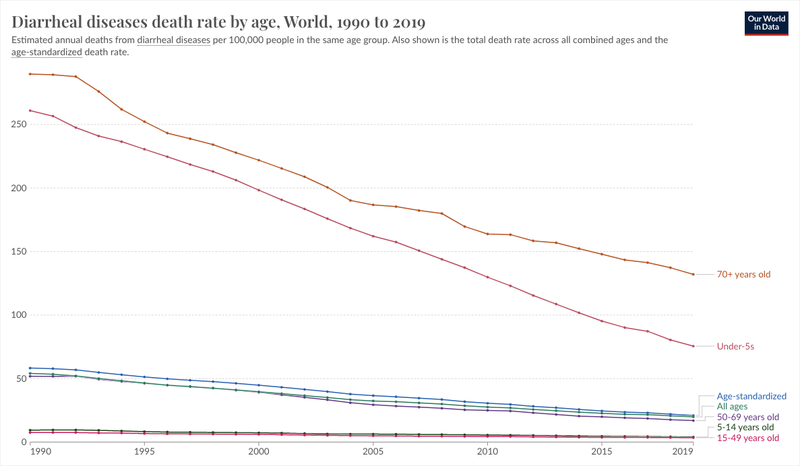 Diarrheal diseases death rate by age, World, 1990 to 2019
Our World
in Data
Estimated annual deaths from diarrheal diseases per 100,000 people in the same age group. Also shown is the total death rate across all combined ages and the
age-standardized death rate.
250
200
150
100
50
0
70+ years old
Under-5s
Age-standardized
All ages
50-69 years old
5-14 years old
15-49 years old
1990
1995
2000
2005
2010
2015
2019